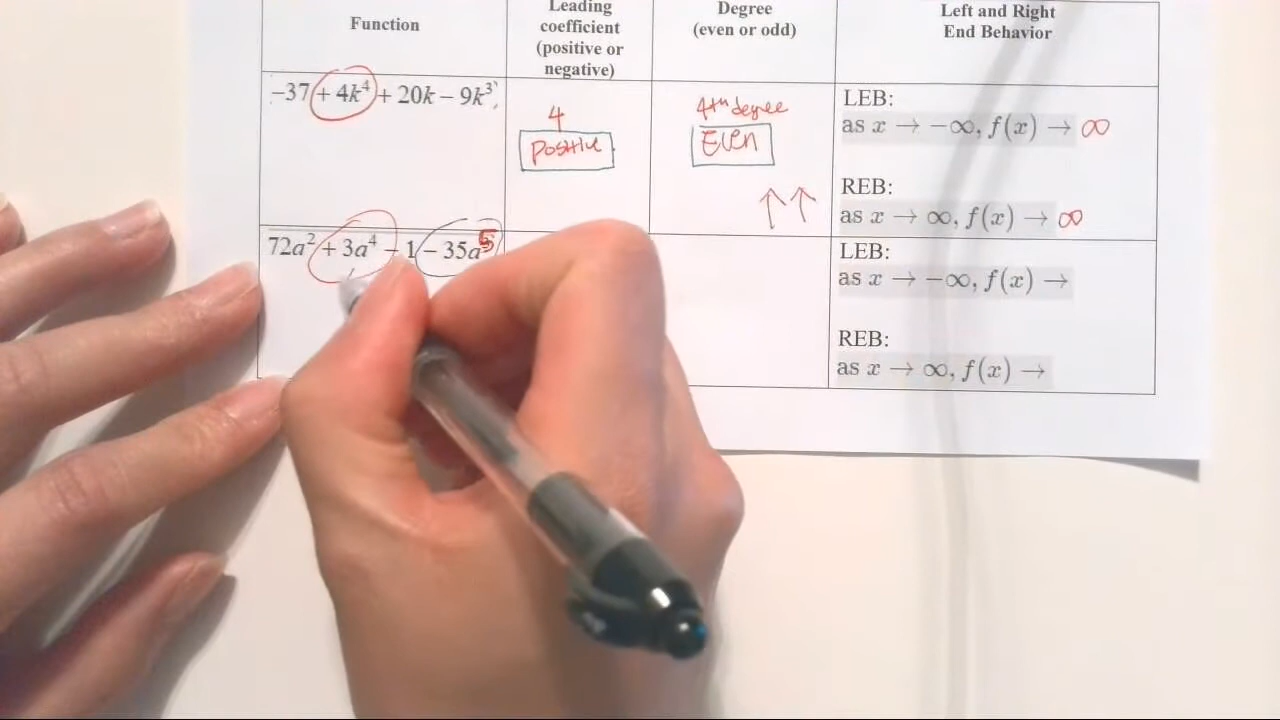 Function
Leading
coefficient
(positive or
negative)
Degree
(even or odd)
Left and Right
End Behavior
-37 + 4k⁴ + 20k - 9k³,
4
Positive
4th degree
Even
↑↑
LEB:
as x → -∞, f(x) → ∞
REB:
as x → ∞, f(x) → ∞
72a² + 3a⁴ - 1 - 35a⁵
LEB:
as x → -∞, f(x) →
REB:
as x → ∞, f(x) →